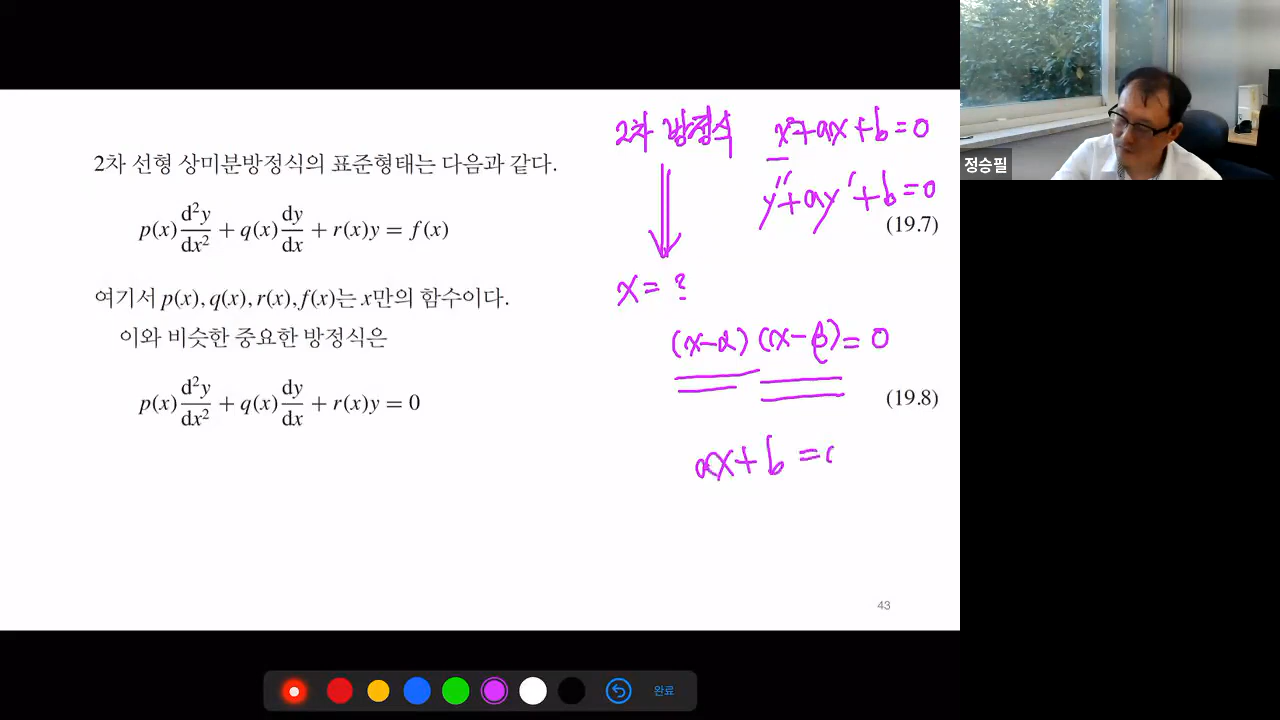 2차 선형 상미분방정식의 표준형태는 다음과 같다.
p(x) d²y/dx² + q(x) dy/dx + r(x)y = f(x)
(19.7)
여기서 p(x), q(x), r(x), f(x)는 x만의 함수이다.
이와 비슷한 중요한 방정식은
p(x) d²y/dx² + q(x) dy/dx + r(x)y = 0
(19.8)
2차 방정식 x²+ax+b=0
y''+ay'+b=0
x = ?
(x-α)(x-β)=0
ax+b =
43
정승필
완료